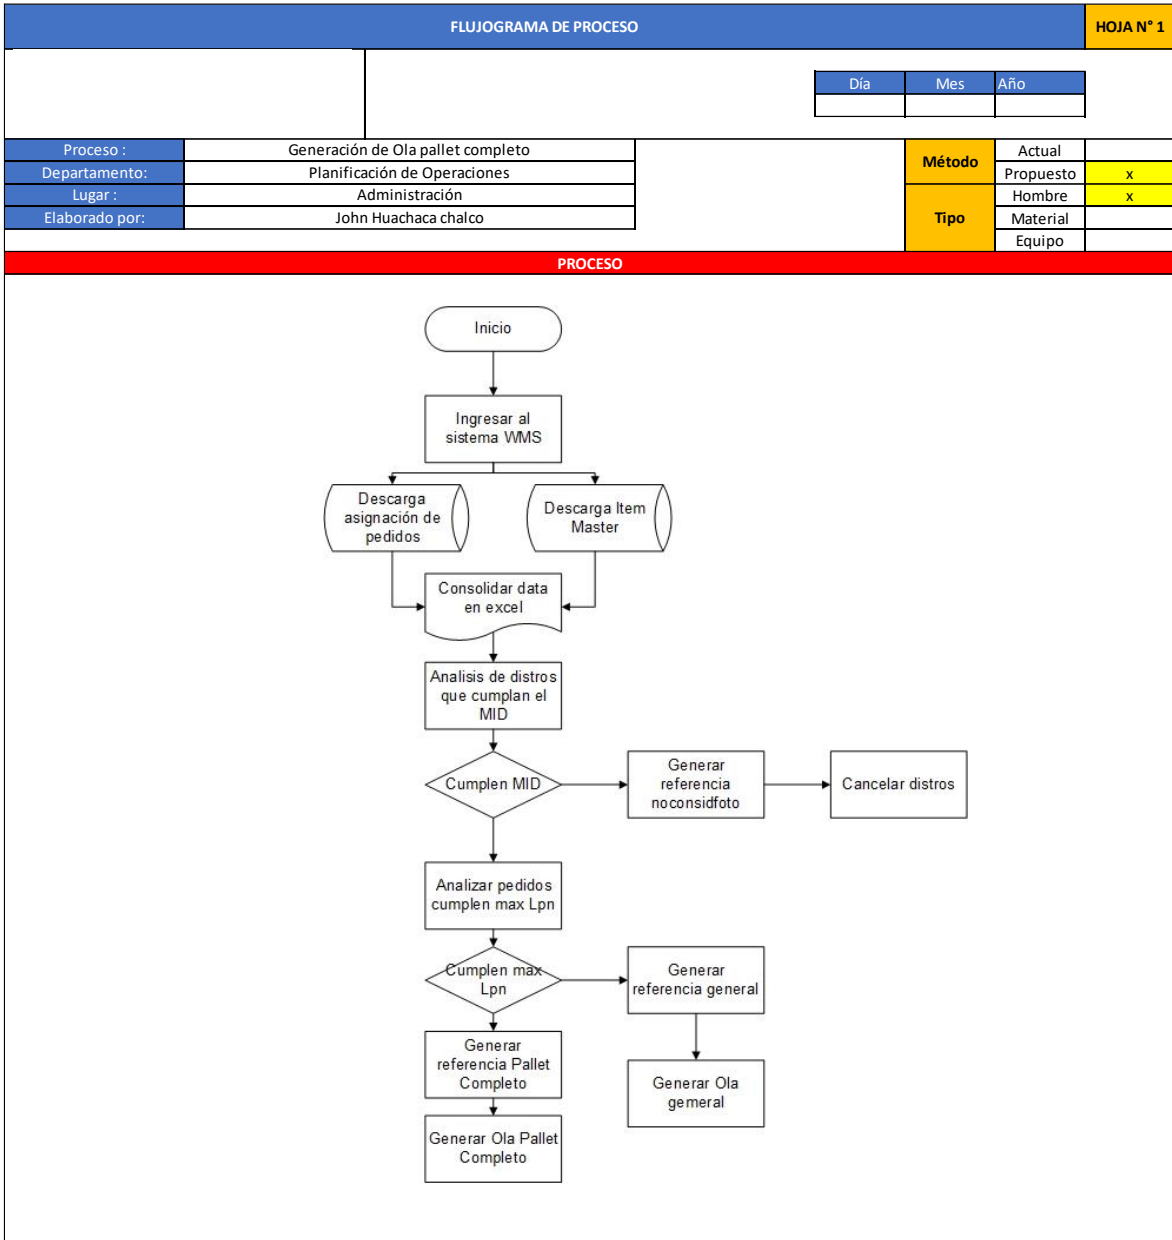 FLUJOGRAMA DE PROCESO
HOJA N° 1
Día
Mes
Año
Proceso :
Generación de Ola pallet completo
Departamento:
Planificación de Operaciones
Lugar :
Administración
Elaborado por:
John Huachaca chalco
Método
Actual
Propuesto
x
Tipo
Hombre
x
Material
Equipo
PROCESO
Inicio
Ingresar al
sistema WMS
Descarga
asignación de
pedidos
Descarga Item
Master
Consolidar data
en excel
Analisis de distros
que cumplan el
MID
Cumplen MID
Generar
referencia
noconsidfoto
Cancelar distros
Analizar pedidos
cumplen max Lpn
Cumplen max
Lpn
Generar
referencia general
Generar
referencia Pallet
Completo
Generar Ola
gemeral
Generar Ola Pallet
Completo